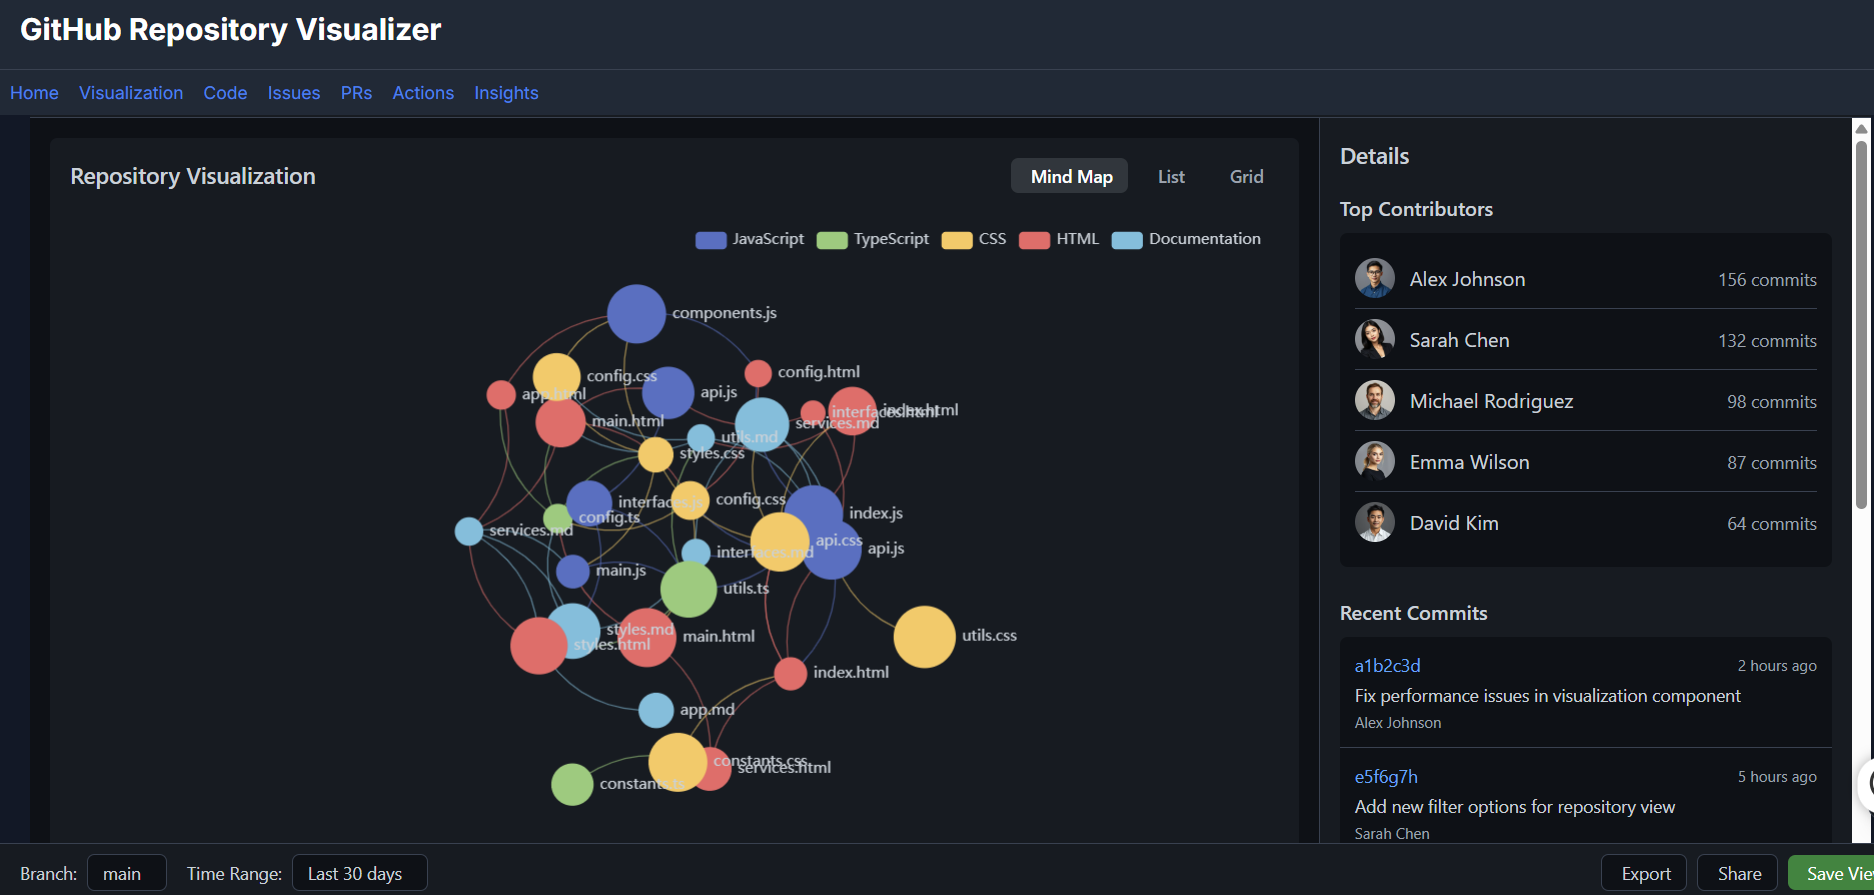 GitHub Repository Visualizer
Home Visualization Code Issues PRs Actions Insights
Repository Visualization
Mind Map List Grid
JavaScript TypeScript CSS HTML Documentation
components.js
config.html
config.css
app.html
api.js
main.html
interfaces.html
index.html
services.md
utils.md
styles.css
interfaces.js
config.css
config.ts
services.md
index.js
api.css
api.js
interfaces.md
main.js
utils.ts
styles.md
styles.html
main.html
utils.css
index.html
app.md
constants.css
services.html
constants.ts
Details
Top Contributors
Alex Johnson 156 commits
Sarah Chen 132 commits
Michael Rodriguez 98 commits
Emma Wilson 87 commits
David Kim 64 commits
Recent Commits
a1b2c3d 2 hours ago
Fix performance issues in visualization component
Alex Johnson
e5f6g7h 5 hours ago
Add new filter options for repository view
Sarah Chen
Branch: main Time Range: Last 30 days
Export Share Save Vie